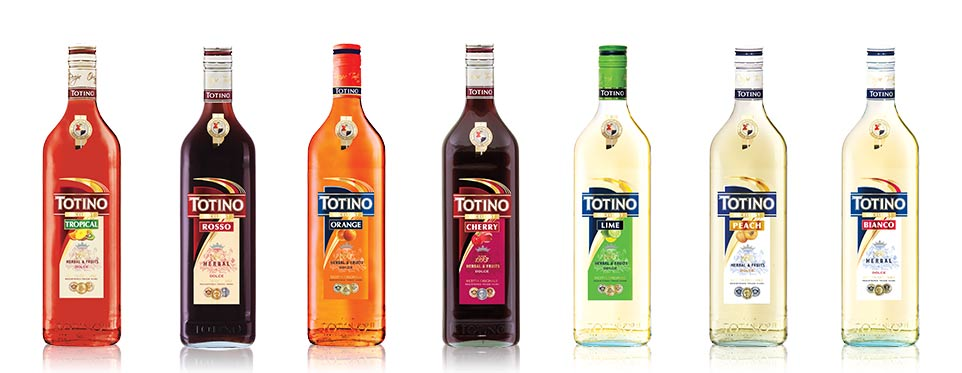 TOTINO
TOTINO
TROPICAL
HERBAL & FRUITS
DOLCE
TOTINO
TOTINO
ROSSO
HERBAL
DOLCE
TOTINO
TOTINO
TOTINO
ORANGE
HERBAL & FRUITS
DOLCE
TOTINO
TOTINO
CHERRY
HERBAL & FRUITS
DOLCE
TOTINO
TOTINO
TOTINO
LIME
HERBAL & FRUITS
DOLCE
TOTINO
TOTINO
PEACH
HERBAL & FRUITS
DOLCE
TOTINO
TOTINO
BIANCO
HERBAL
DOLCE